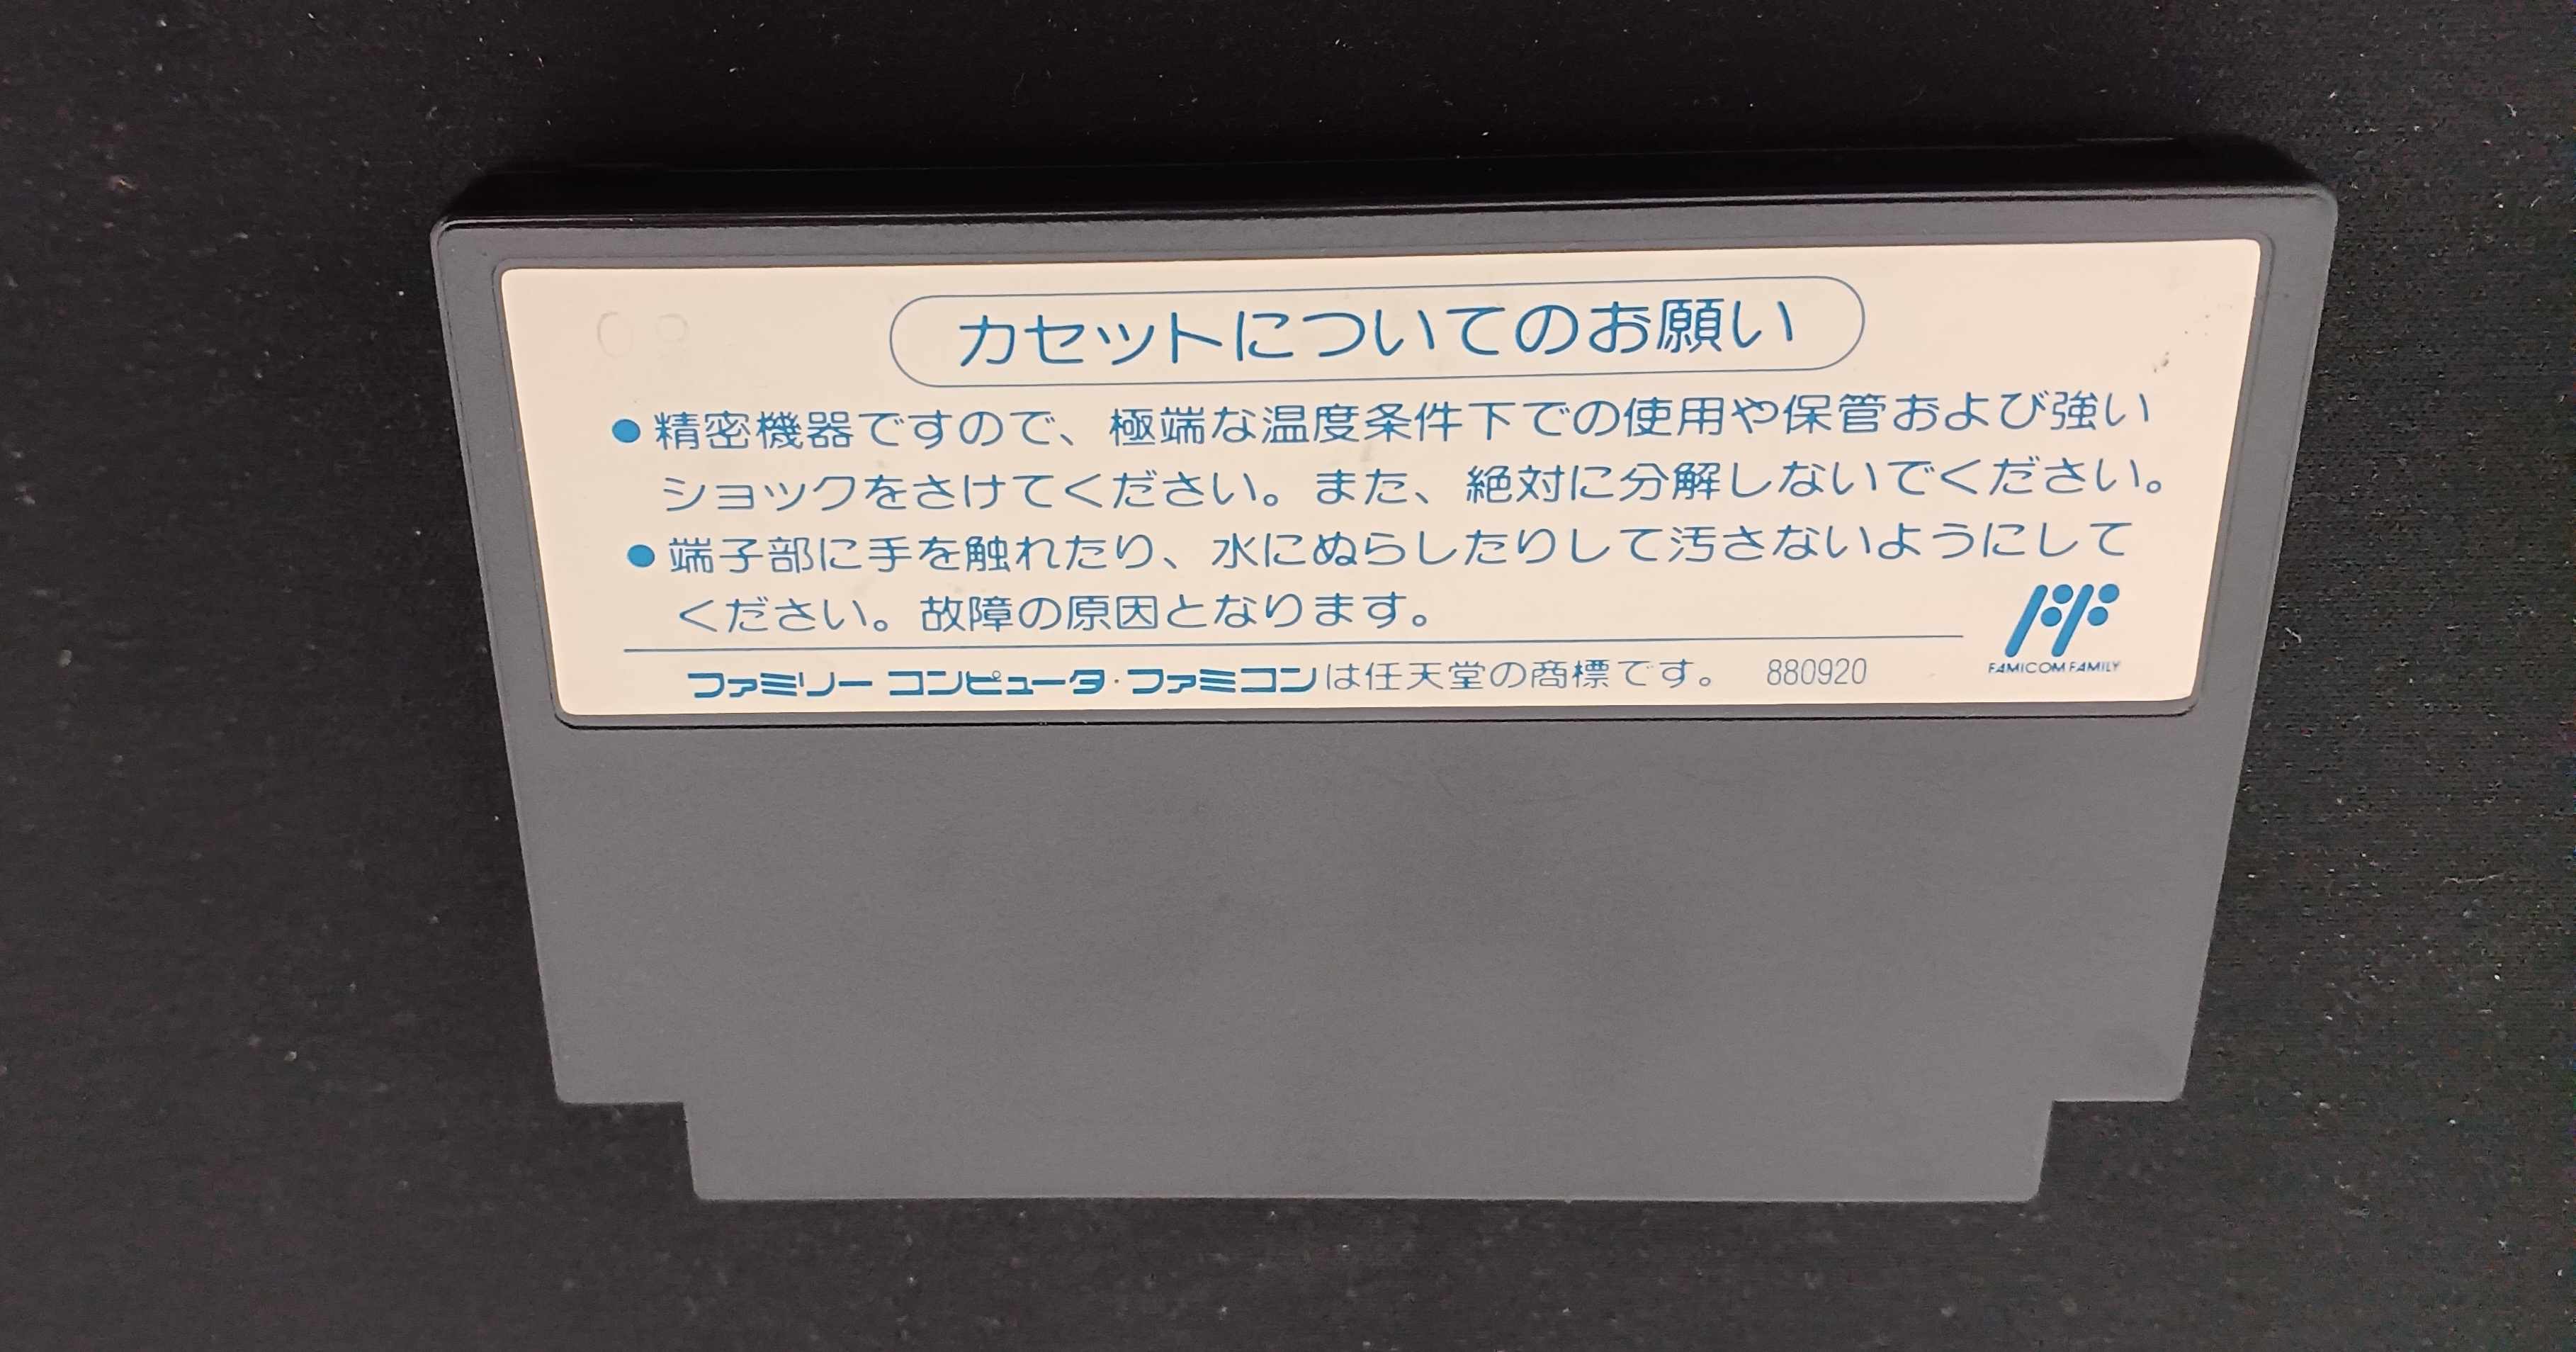 カセットについてのお願い
●精密機器ですので、極端な温度条件下での使用や保管および強い
ショックをさけてください。また、絶対に分解しないでください。
●端子部に手を触れたり、水にぬらしたりして汚さないようにして
ください。故障の原因となります。
ファミリー コンピュータ・ファミコンは任天堂の商標です。 880920
FAMICOM FAMILY